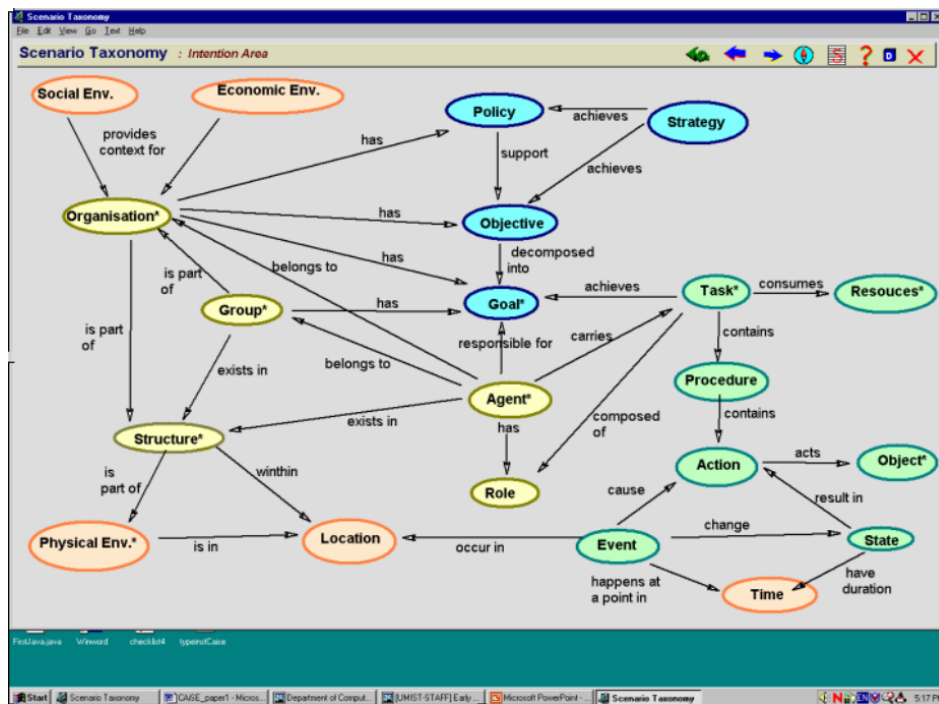 Scenario Taxonomy
File Edit View Go Text Help
Scenario Taxonomy : Intention Area
Social Env.
Economic Env.
Policy
achieves
Strategy
provides
context for
has
support
achieves
Organisation*
has
Objective
is part
of
belongs to
has
decomposed
into
Group*
has
Goal*
achieves
Task*
consumes
Resouces*
is part
of
responsible for
carries
contains
exists in
belongs to
Procedure
Agent*
contains
exists in
has
composed
of
Structure*
is
part of
winthin
Role
Action
acts
Object*
cause
result in
Physical Env.*
is in
Location
occur in
Event
change
State
happens at
a point in
Time
have
duration
FirstJava.java Winword checklist4 typeinstCaise
Start Scenario Taxonomy CAiSE_paper1 - Micros... Department of Comput... [UMIST-STAFF] Early ... Microsoft PowerPoint - ... Scenario Taxonomy 5:17 PM